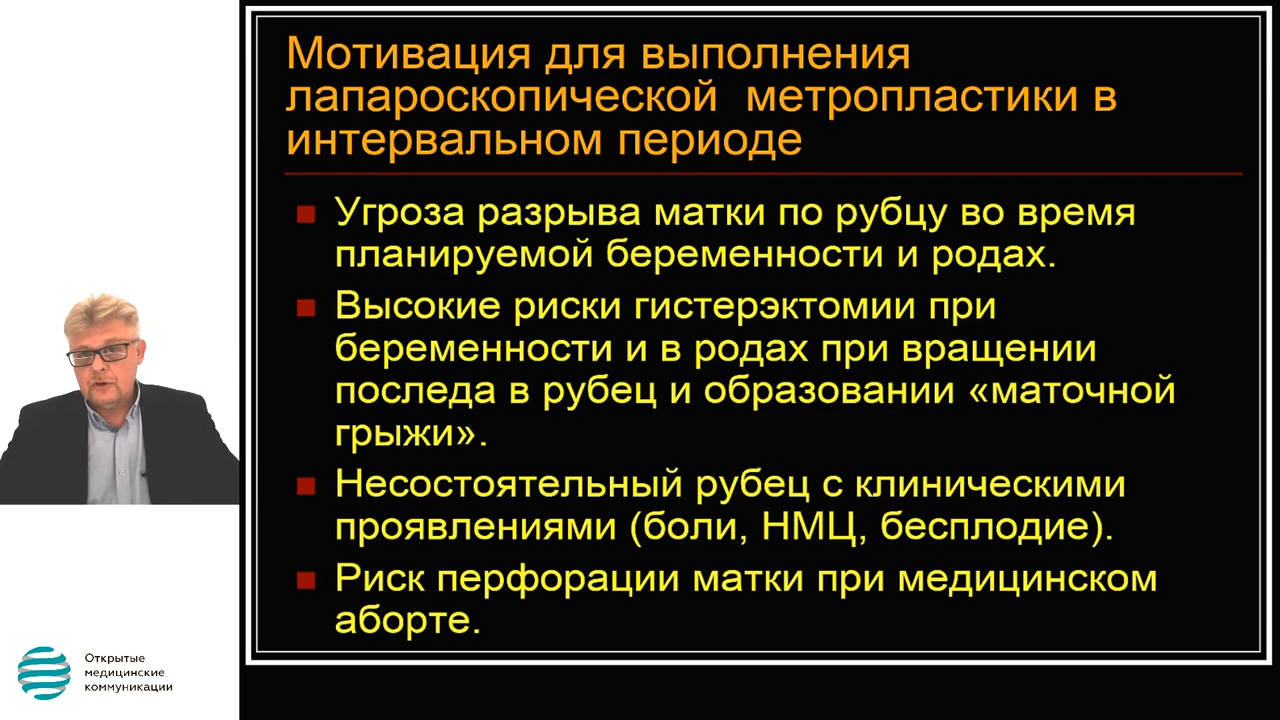 Мотивация для выполнения
лапароскопической метропластики в
интервальном периоде
Угроза разрыва матки по рубцу во время
планируемой беременности и родах.
Высокие риски гистерэктомии при
беременности и в родах при вращении
последа в рубец и образовании «маточной
грыжи».
Несостоятельный рубец с клиническими
проявлениями (боли, НМЦ, бесплодие).
Риск перфорации матки при медицинском
аборте.
Открытые
медицинские
коммуникации